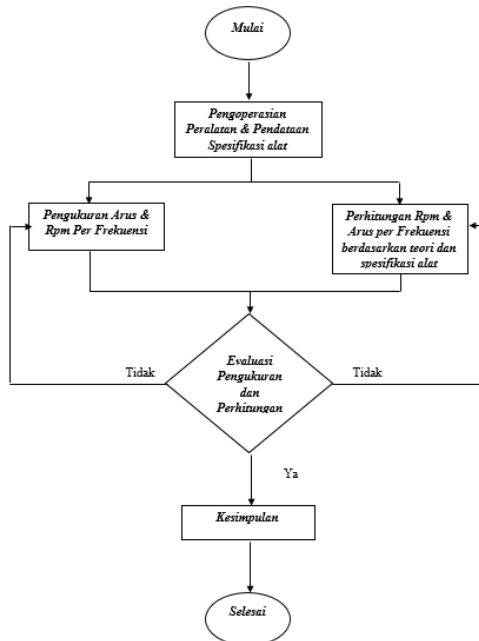 Mulai
Pengoperasian
Peralatan & Pendataan
Spesifikasi alat
Pengukuran Arus &
Rpm Per Frekuensi
Perhitungan Rpm &
Arus per Frekuensi
berdasarkan teori dan
spesifikasi alat
Tidak
Evaluasi
Pengukuran
dan
Perhitungan
Tidak
Ya
Kesimpulan
Selesai